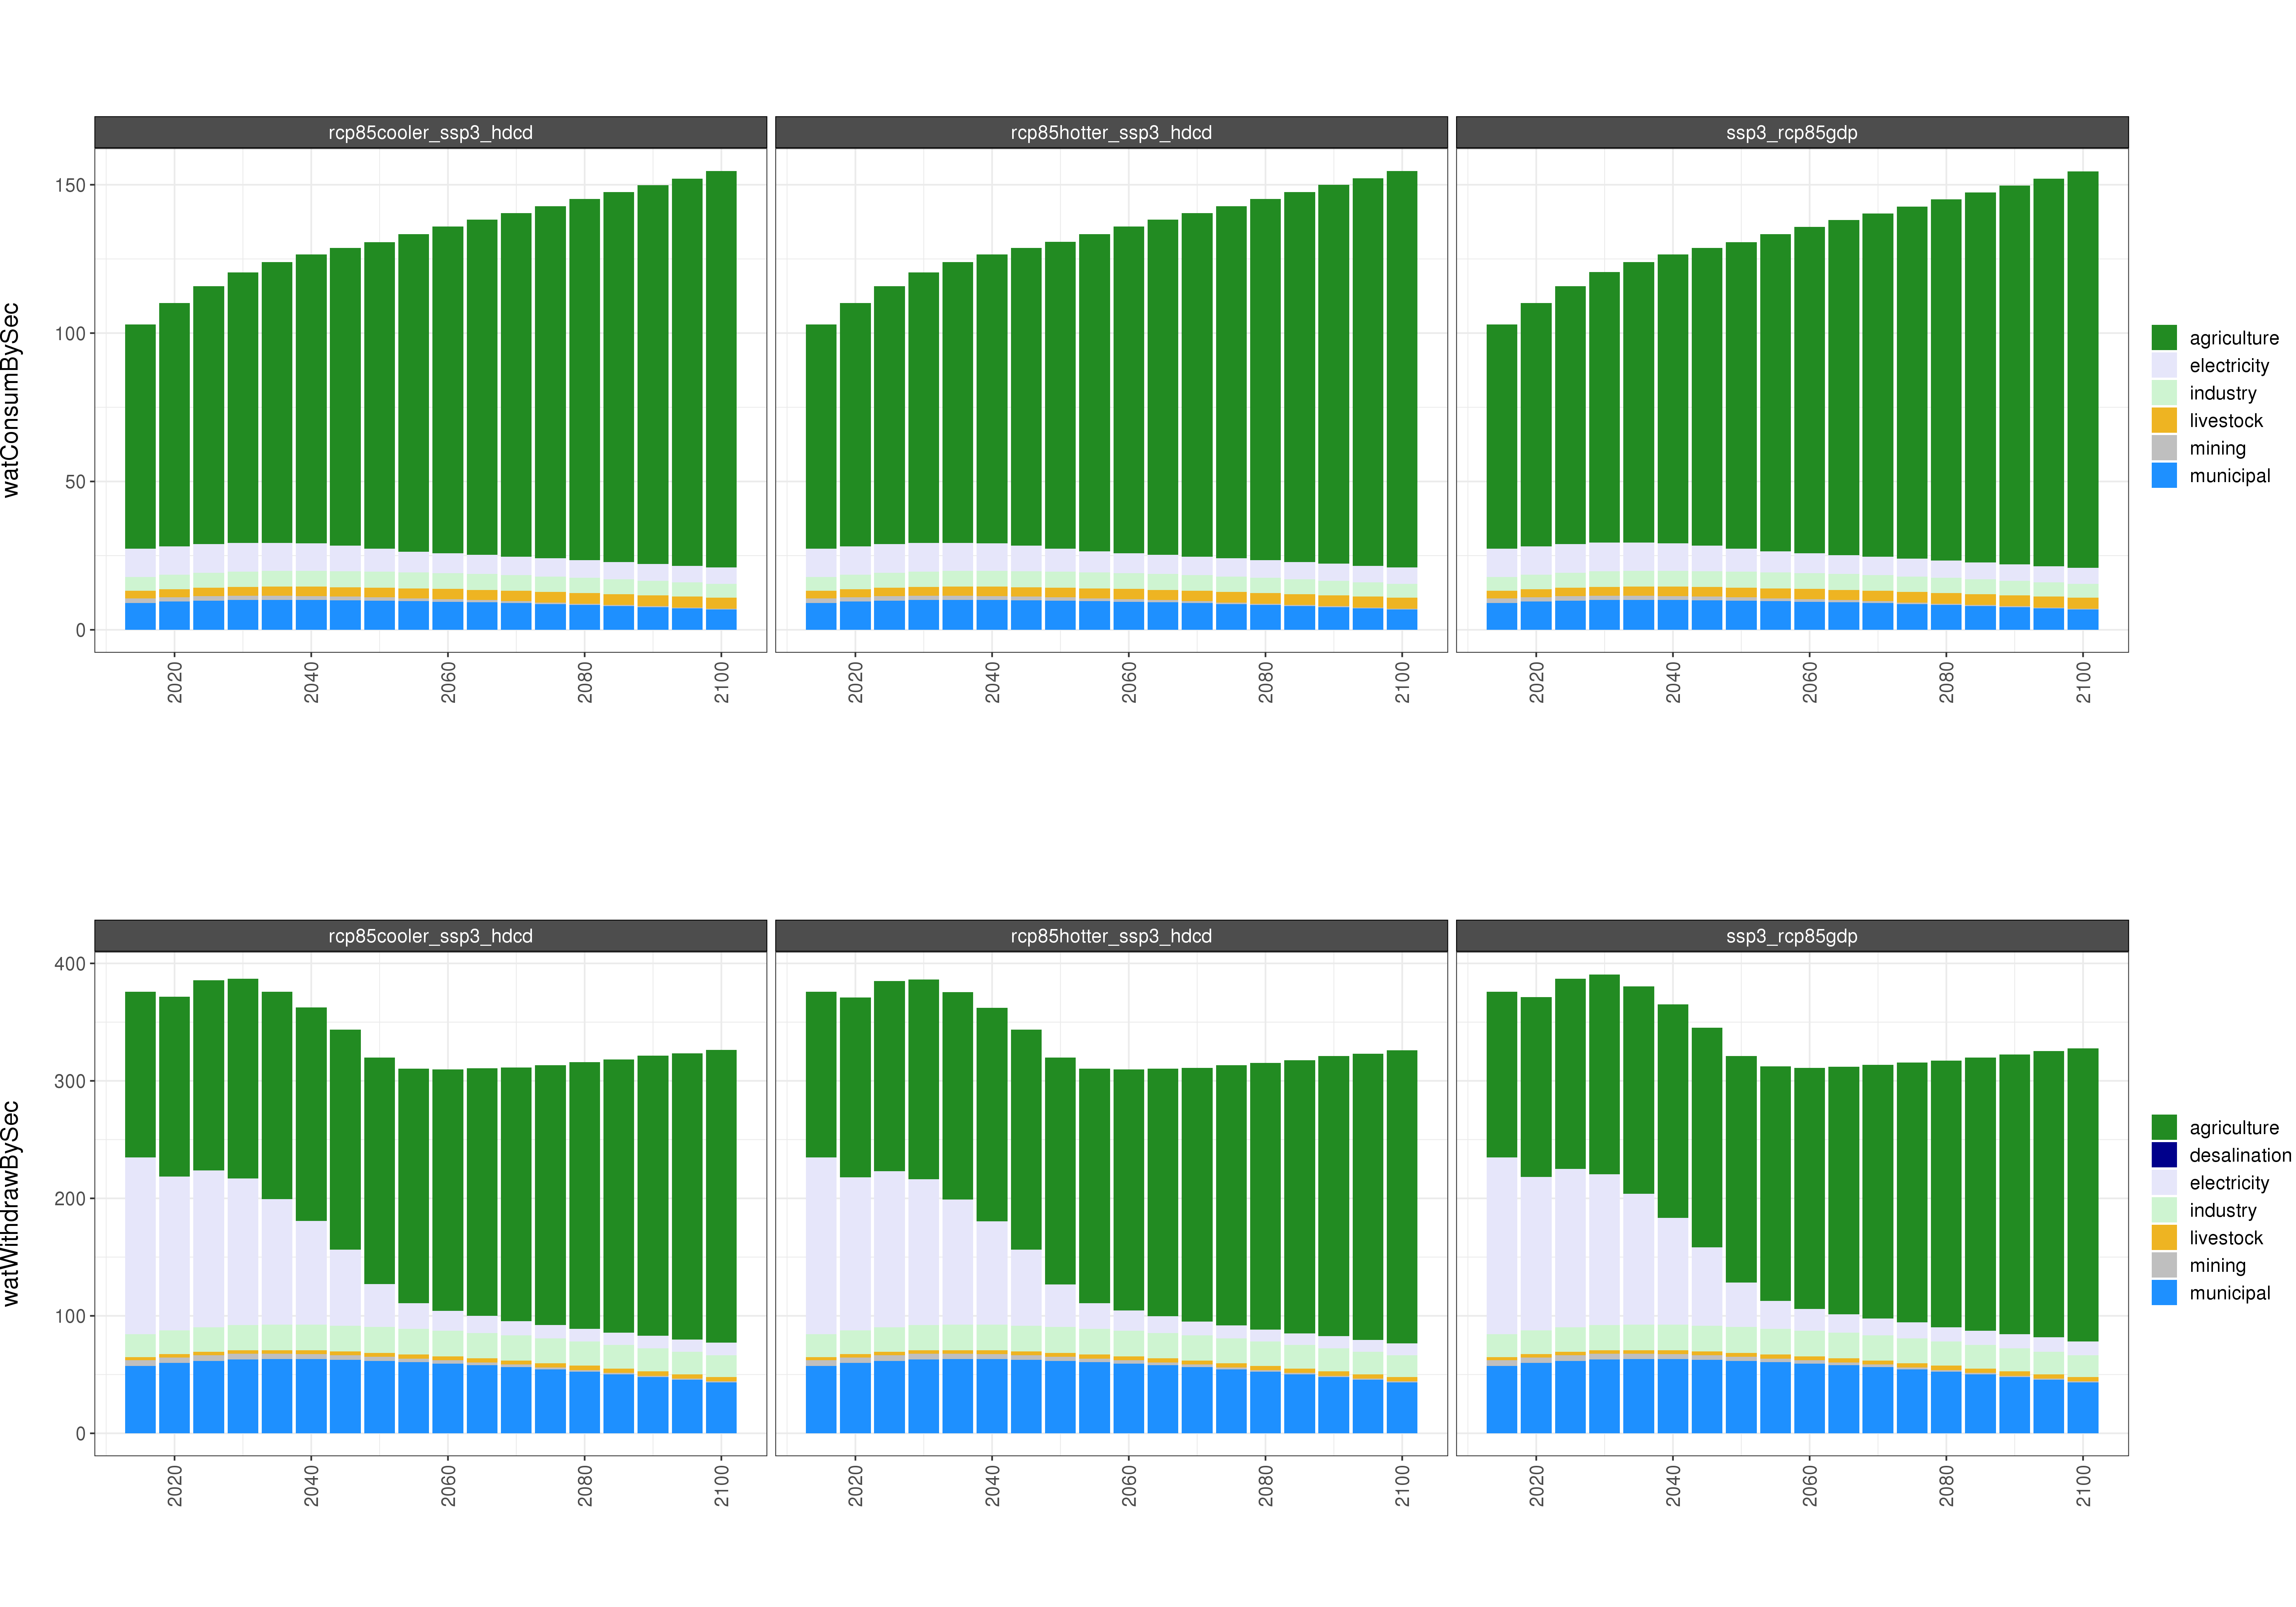 rcp85cooler_ssp3_hdcd rcp85hotter_ssp3_hdcd ssp3_rcp85gdp
watConsumBySec
150
100
50
0
2020 2040 2060 2080 2100 2020 2040 2060 2080 2100 2020 2040 2060 2080 2100
agriculture
electricity
industry
livestock
mining
municipal
rcp85cooler_ssp3_hdcd rcp85hotter_ssp3_hdcd ssp3_rcp85gdp
watWithdrawBySec
400
300
200
100
0
2020 2040 2060 2080 2100 2020 2040 2060 2080 2100 2020 2040 2060 2080 2100
agriculture
desalination
electricity
industry
livestock
mining
municipal